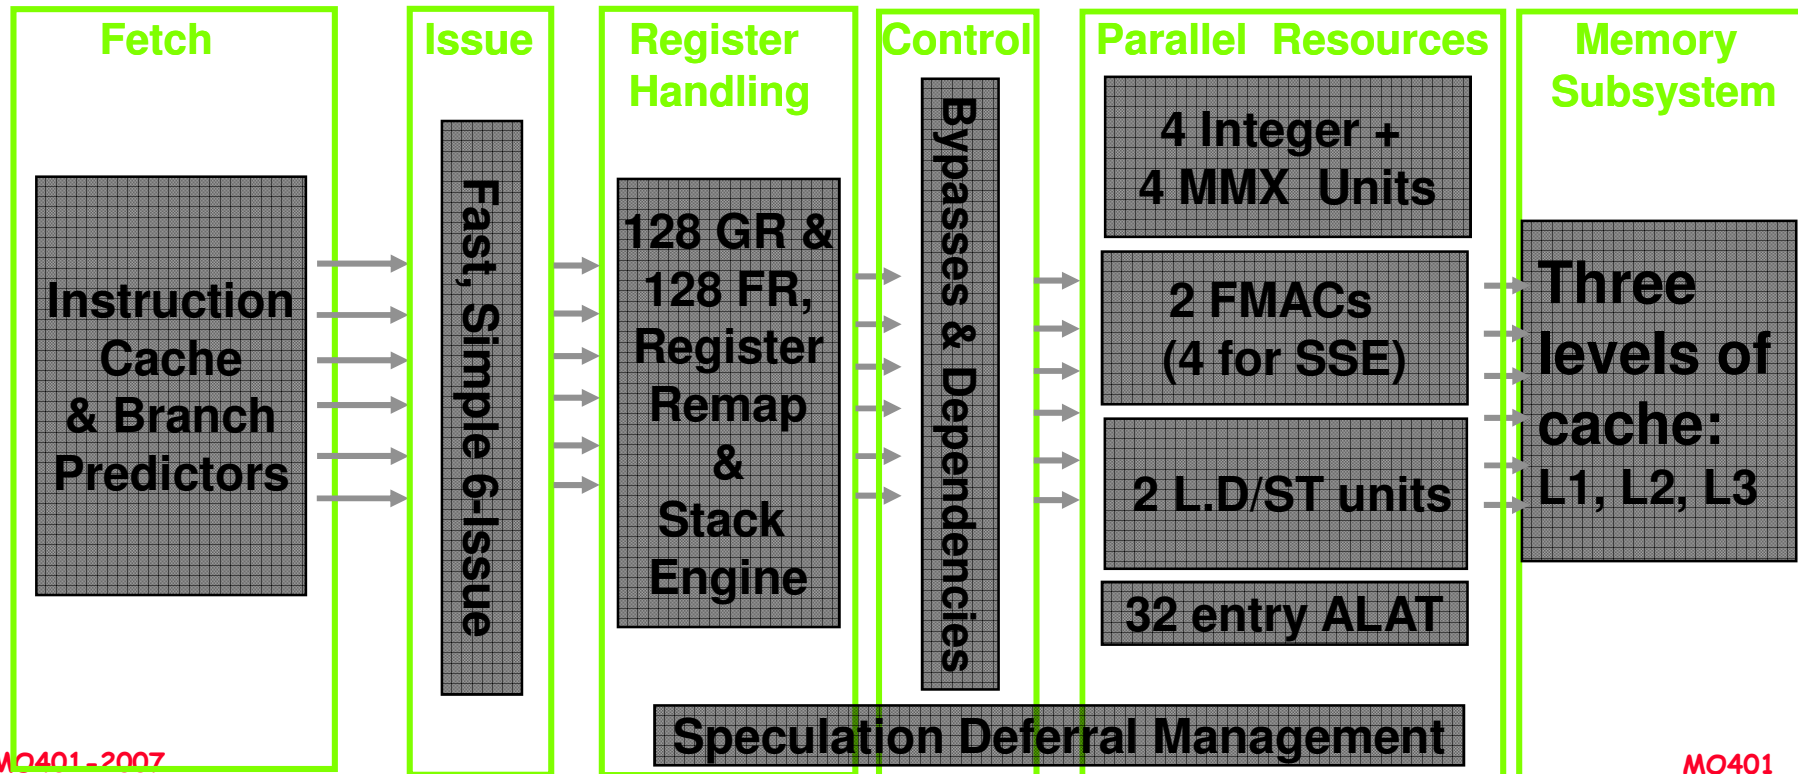 Fetch
Instruction
Cache
& Branch
Predictors
Issue
Fast, Simple 6-Issue
Register
Handling
128 GR &
128 FR,
Register
Remap
&
Stack
Engine
Control
Bypasses & Dependencies
Parallel Resources
4 Integer +
4 MMX Units
2 FMACs
(4 for SSE)
2 L.D/ST units
32 entry ALAT
Memory
Subsystem
Three
levels of
cache:
L1, L2, L3
Speculation Deferral Management
MO401-2007
MO401